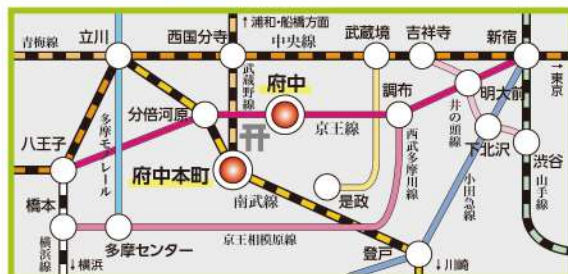 ↑浦和・船橋方面
立川
西国分寺
武蔵境
吉祥寺
新宿
青梅線
中央線
→東京
武蔵野線
府中
分倍河原
調布
明大前
井の頭線
京王線
八王子
多摩モノレール
西武多摩川線
下北沢
渋谷
府中本町
小田急線
山手線
橋本
南武線
是政
横浜線
多摩センター
京王相模原線
登戸
↓横浜
↓川崎